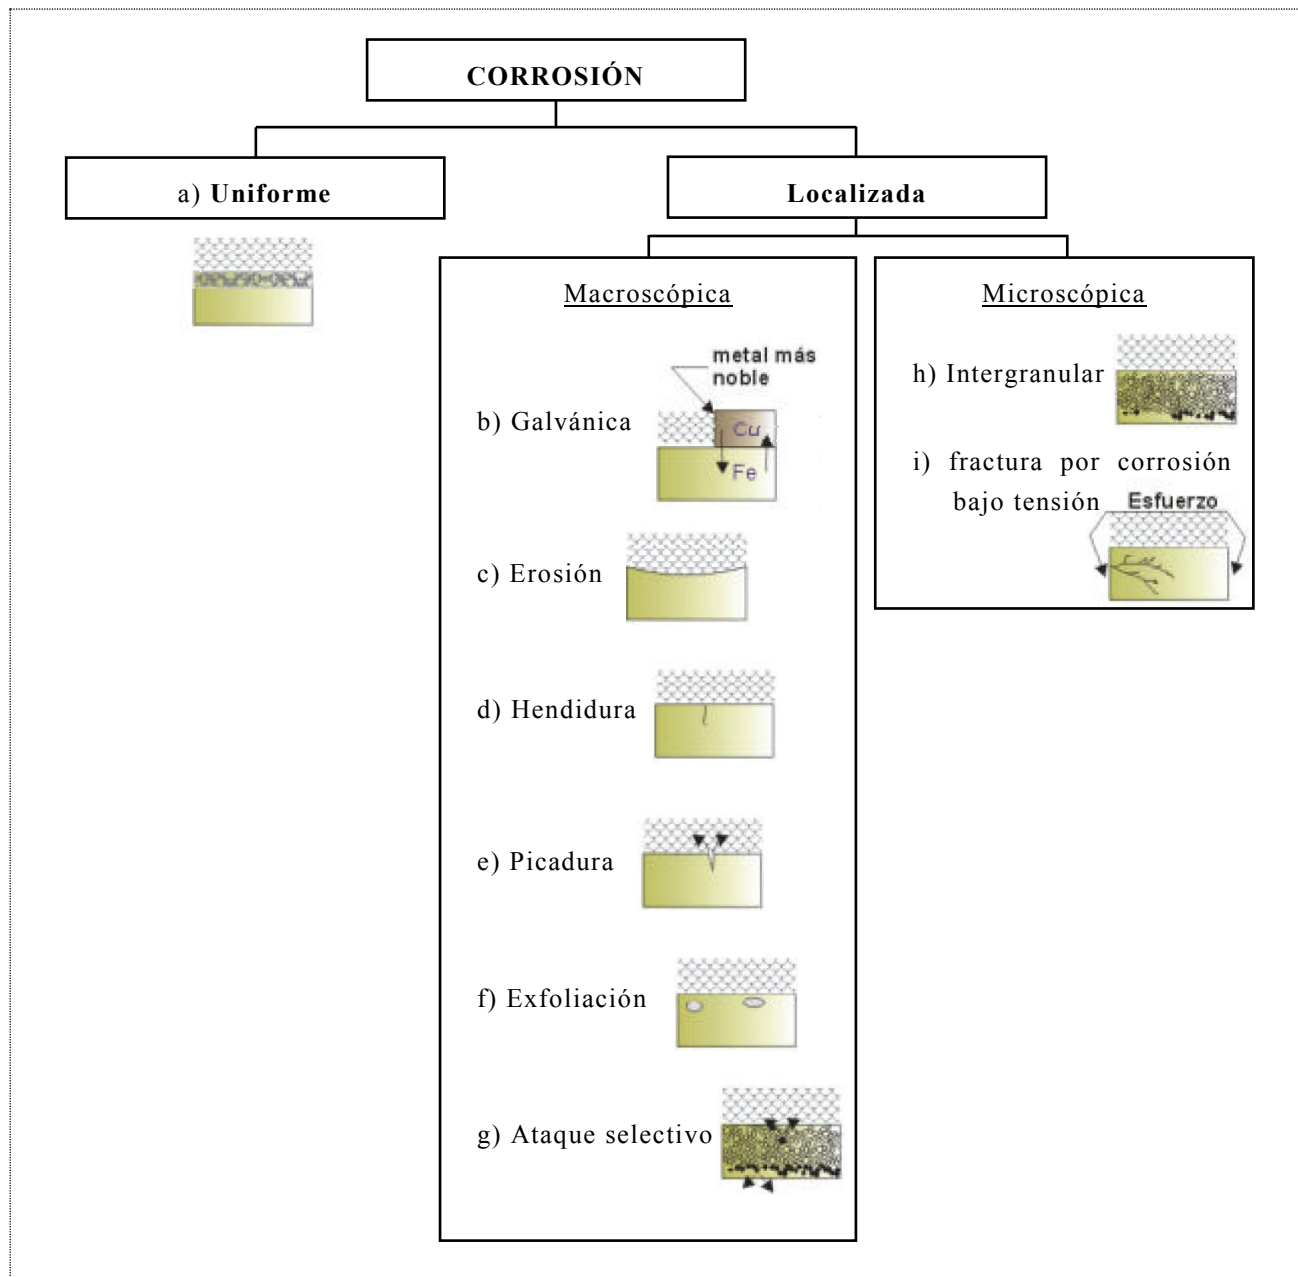 CORROSIÓN
a) Uniforme
Localizada
Macroscópica
metal más
noble
b) Galvánica
Cu
Fe
c) Erosión
d) Hendidura
e) Picadura
f) Exfoliación
g) Ataque selectivo
Microscópica
h) Intergranular
i) fractura por corrosión
bajo tensión
Esfuerzo